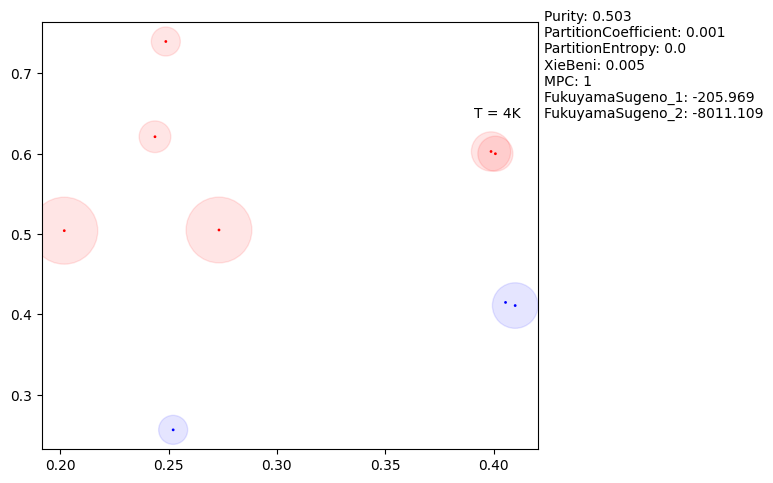 Purity: 0.503
PartitionCoefficient: 0.001
PartitionEntropy: 0.0
XieBeni: 0.005
MPC: 1
FukuyamaSugeno_1: -205.969
FukuyamaSugeno_2: -8011.109
T = 4K
0.7
0.6
0.5
0.4
0.3
0.20 0.25 0.30 0.35 0.40